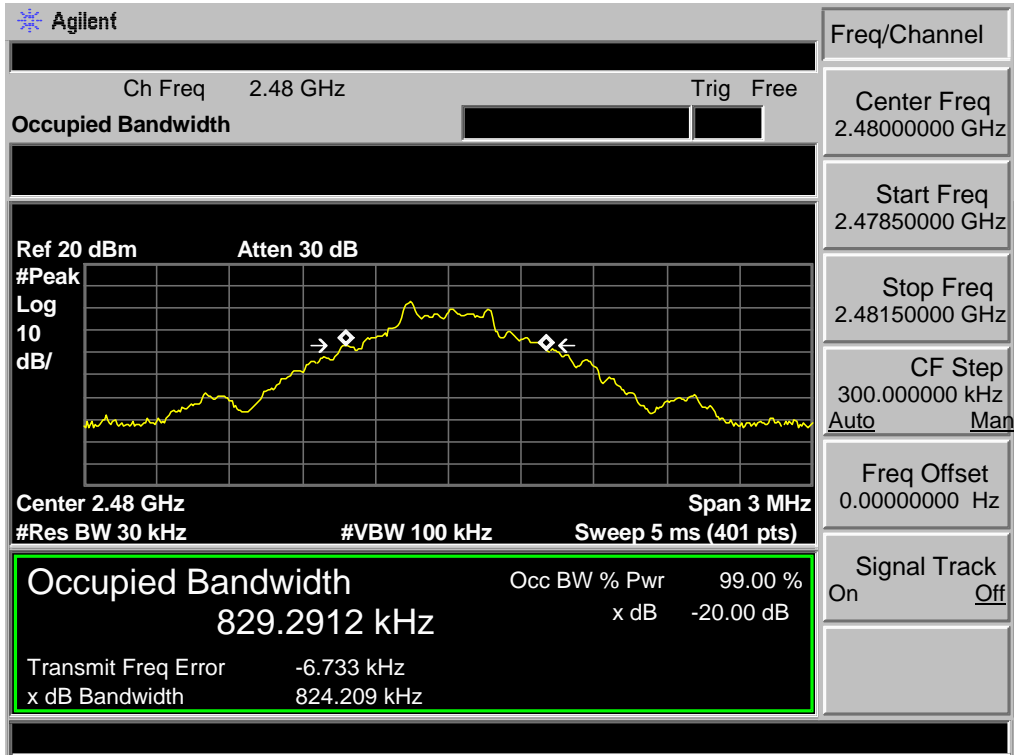 Agilent
Freq/Channel
Ch Freq 2.48 GHz Trig Free
Occupied Bandwidth
Center Freq
2.48000000 GHz
Start Freq
2.47850000 GHz
Stop Freq
2.48150000 GHz
CF Step
300.000000 kHz
Auto Man
Freq Offset
0.00000000 Hz
Signal Track
On Off
Ref 20 dBm Atten 30 dB
#Peak
Log
10
dB/
Center 2.48 GHz Span 3 MHz
#Res BW 30 kHz #VBW 100 kHz Sweep 5 ms (401 pts)
Occupied Bandwidth Occ BW % Pwr 99.00 %
829.2912 kHz x dB -20.00 dB
Transmit Freq Error -6.733 kHz
x dB Bandwidth 824.209 kHz